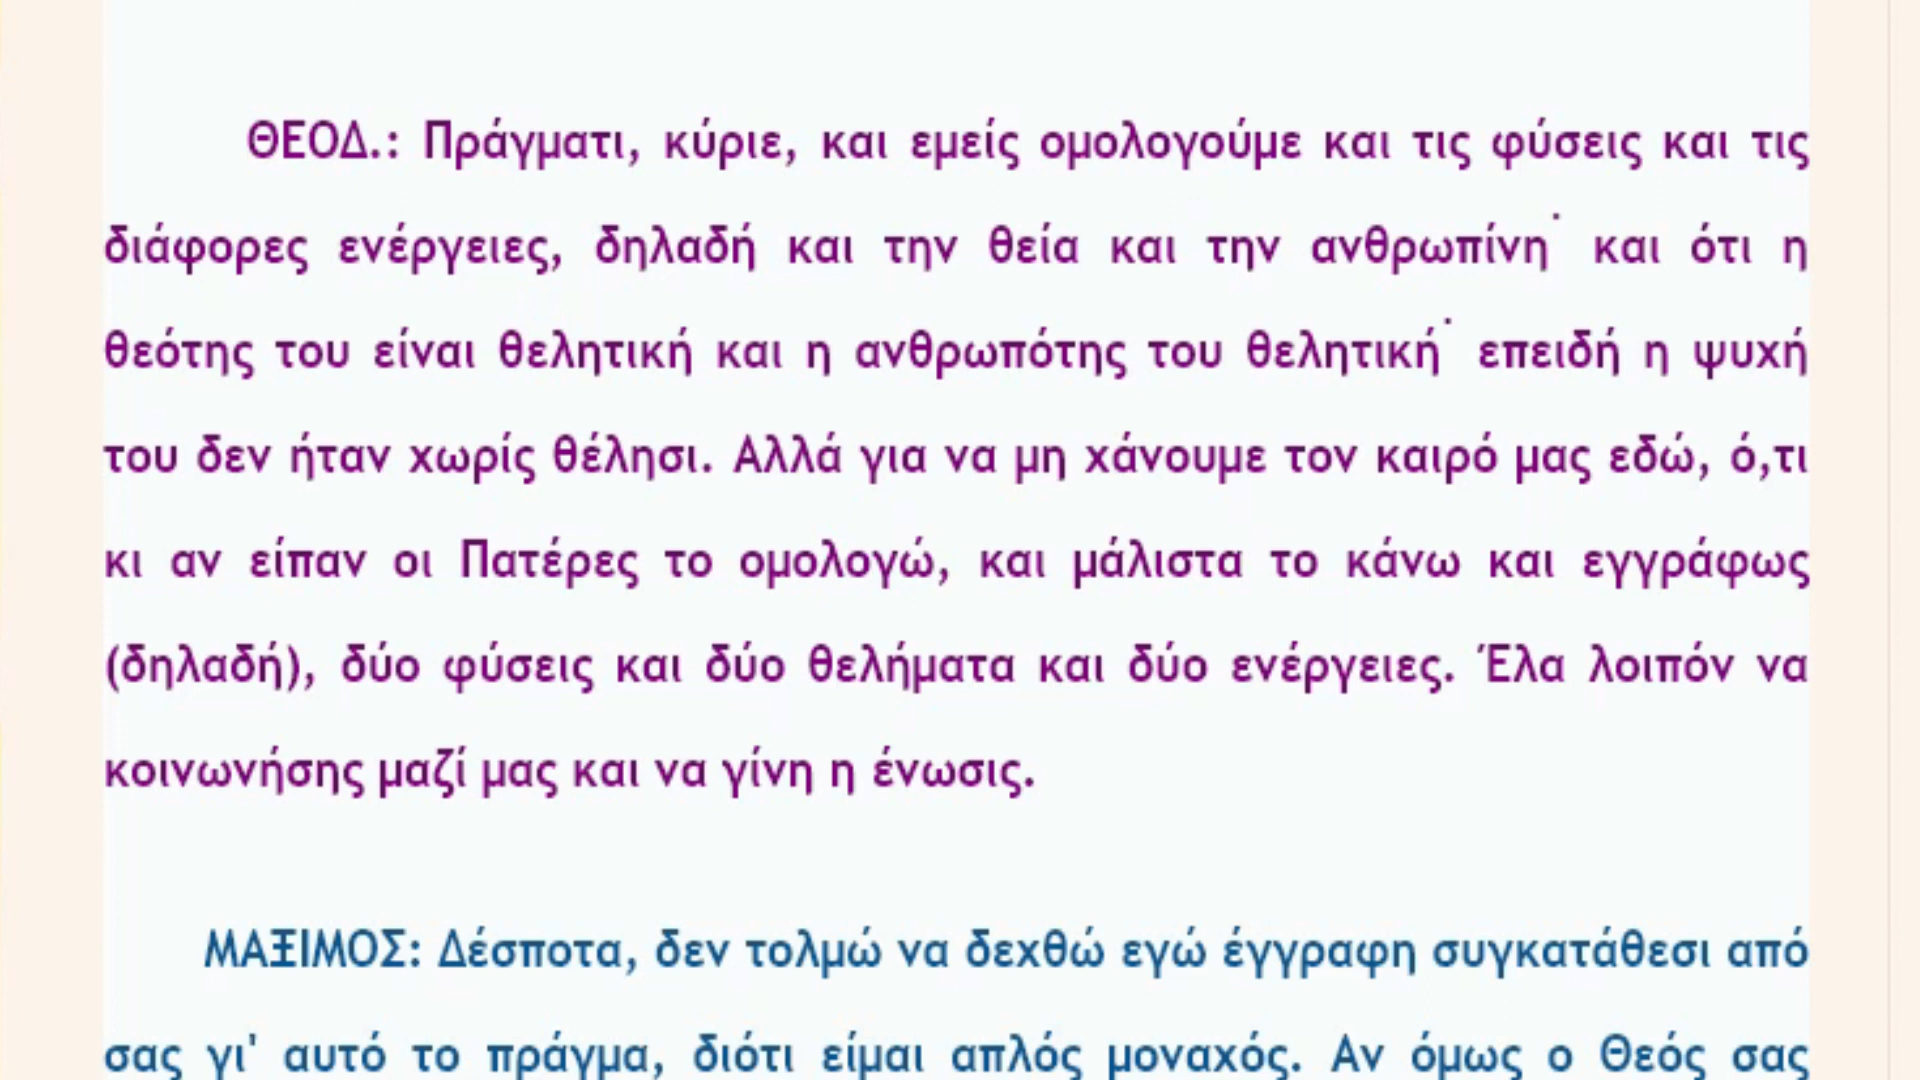 ΘΕΟΔ.: Πράγματι, κύριε, και εμείς ομολογούμε και τις φύσεις και τις
διάφορες ενέργειες, δηλαδή και την θεία και την ανθρωπίνη˙ και ότι η
θεότης του είναι θελητική και η ανθρωπότης του θελητική˙ επειδή η ψυχή
του δεν ήταν χωρίς θέλησι. Αλλά για να μη χάνουμε τον καιρό μας εδώ, ό,τι
κι αν είπαν οι Πατέρες το ομολογώ, και μάλιστα το κάνω και εγγράφως
(δηλαδή), δύο φύσεις και δύο θελήματα και δύο ενέργειες. Έλα λοιπόν να
κοινωνήσης μαζί μας και να γίνη η ένωσις.
ΜΑΞΙΜΟΣ: Δέσποτα, δεν τολμώ να δεχθώ εγώ έγγραφη συγκατάθεσι από
σας γι' αυτό το πράγμα, διότι είμαι απλός μοναχός. Αν όμως ο Θεός σας